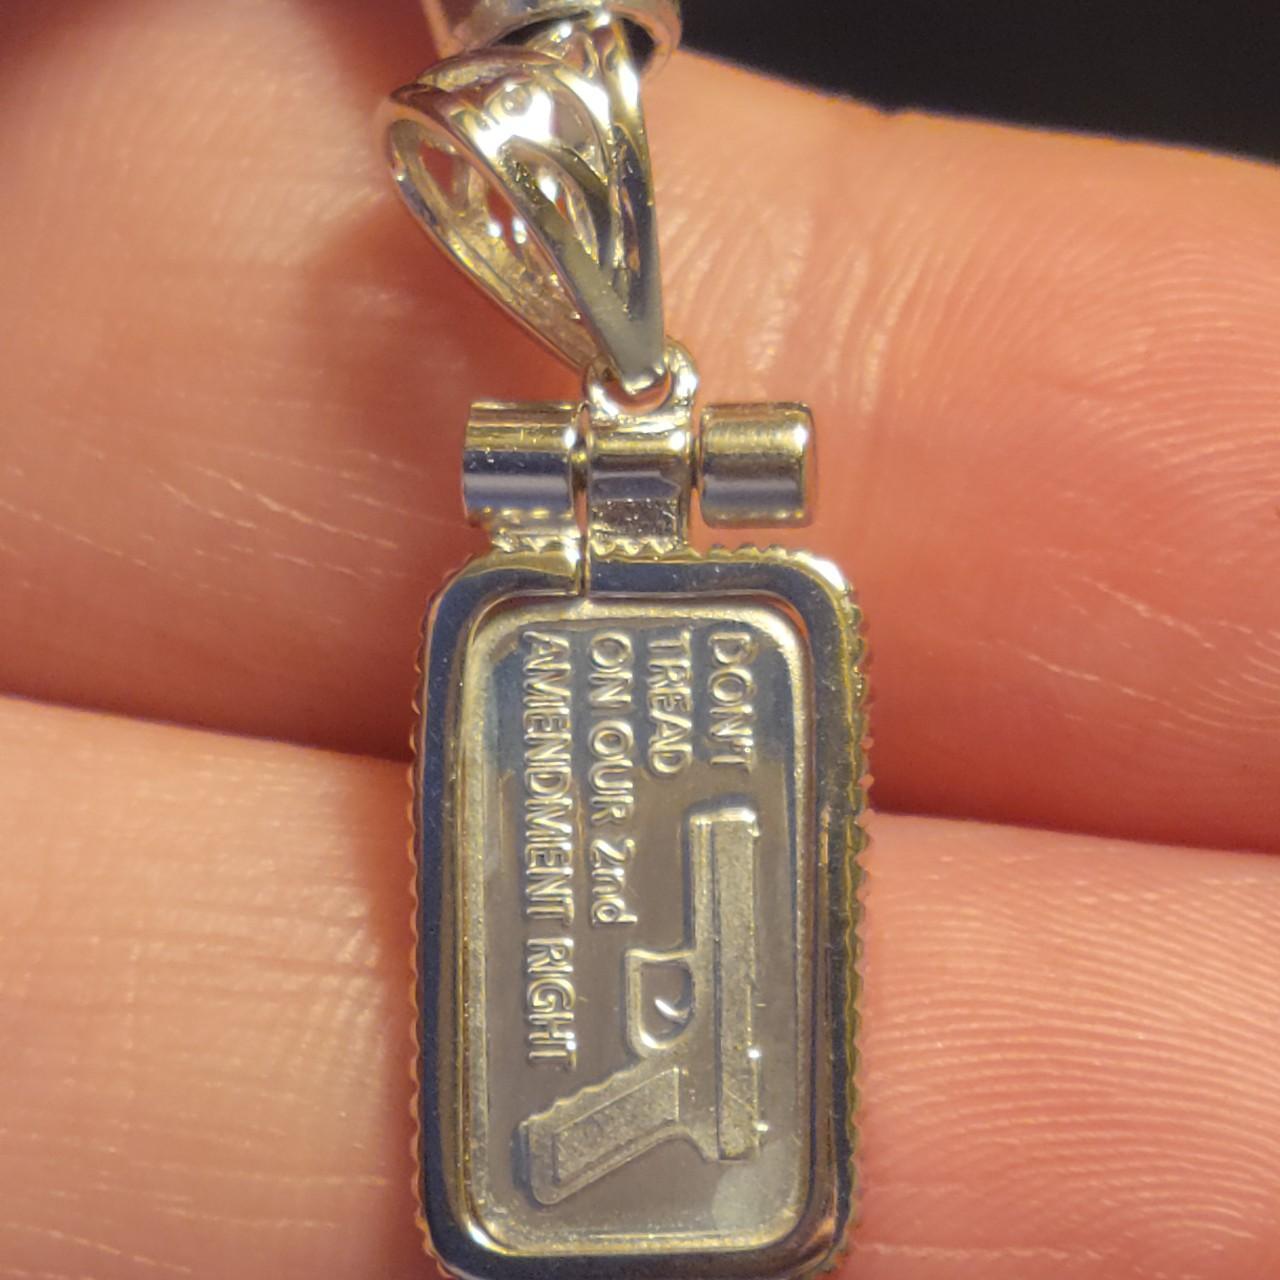 DON'T
TREAD
ON OUR 2nd
AMENDMENT RIGHT